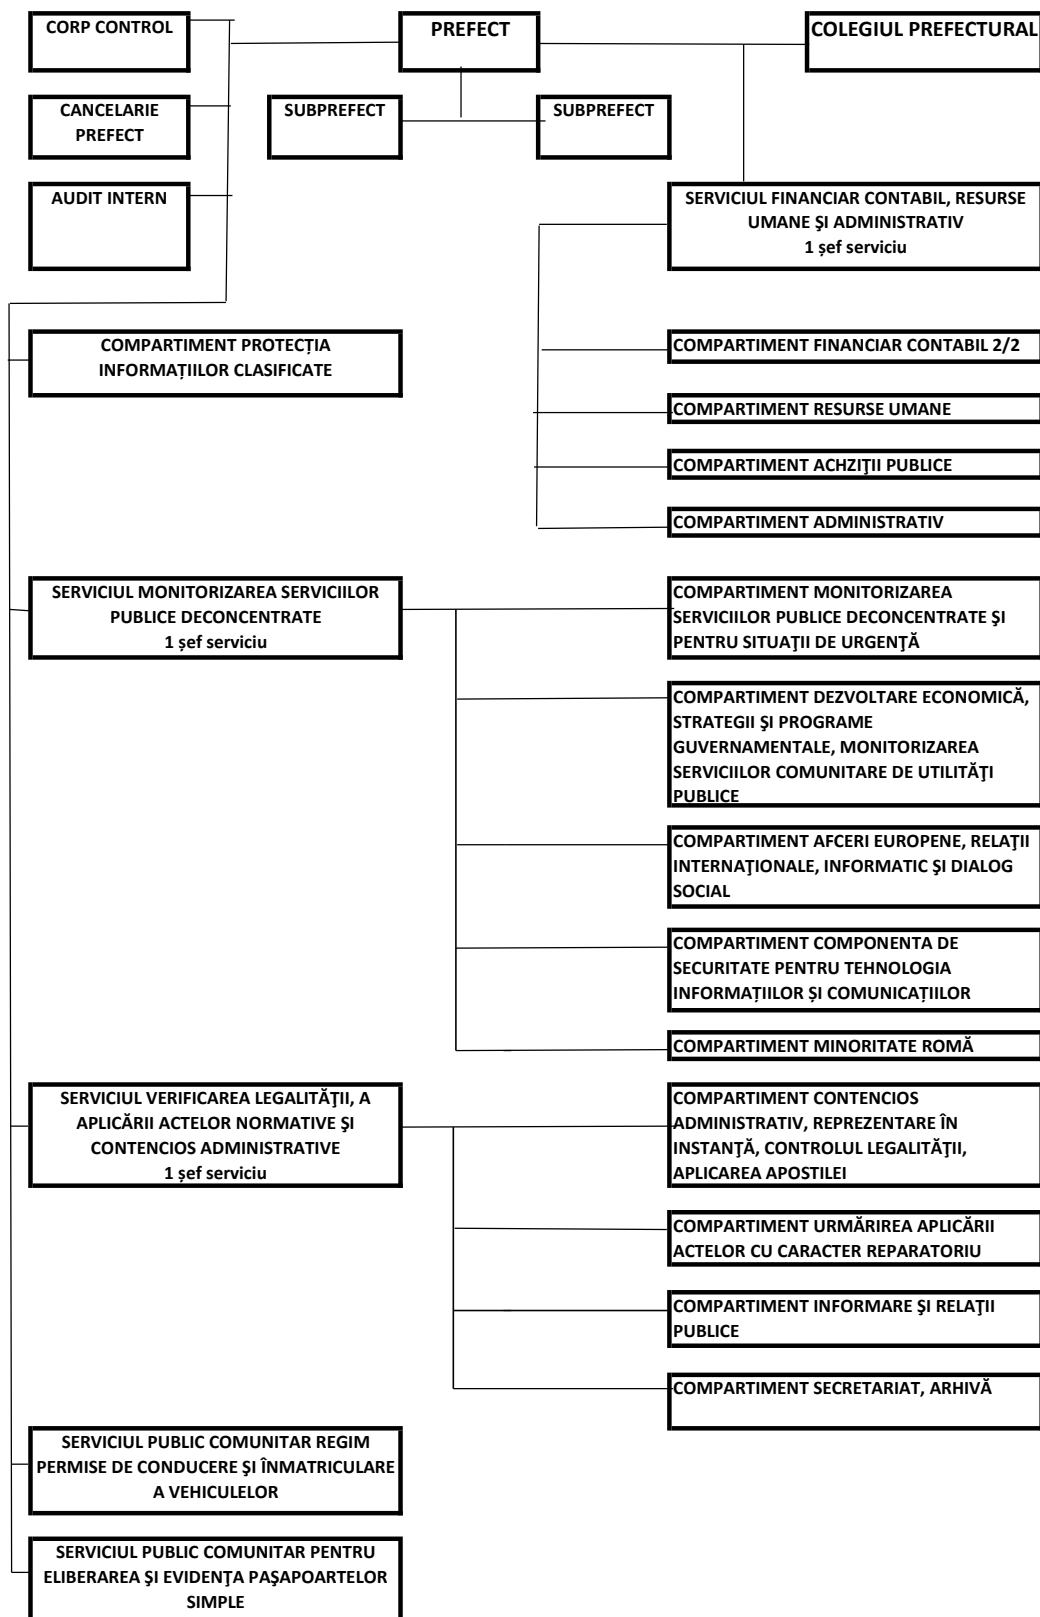 CORP CONTROL
PREFECT
COLEGIUL PREFECTURAL
CANCELARIE
PREFECT
SUBPREFECT
SUBPREFECT
AUDIT INTERN
SERVICIUL FINANCIAR CONTABIL, RESURSE
UMANE ŞI ADMINISTRATIV
1 șef serviciu
COMPARTIMENT PROTECȚIA
INFORMAȚIILOR CLASIFICATE
COMPARTIMENT FINANCIAR CONTABIL 2/2
COMPARTIMENT RESURSE UMANE
COMPARTIMENT ACHZIŢII PUBLICE
COMPARTIMENT ADMINISTRATIV
SERVICIUL MONITORIZAREA SERVICIILOR
PUBLICE DECONCENTRATE
1 șef serviciu
COMPARTIMENT MONITORIZAREA
SERVICIILOR PUBLICE DECONCENTRATE ŞI
PENTRU SITUAŢII DE URGENŢĂ
COMPARTIMENT DEZVOLTARE ECONOMICĂ,
STRATEGII ŞI PROGRAME
GUVERNAMENTALE, MONITORIZAREA
SERVICIILOR COMUNITARE DE UTILITĂŢI
PUBLICE
COMPARTIMENT AFCERI EUROPENE, RELAŢII
INTERNAŢIONALE, INFORMATIC ŞI DIALOG
SOCIAL
COMPARTIMENT COMPONENTA DE
SECURITATE PENTRU TEHNOLOGIA
INFORMAȚIILOR ȘI COMUNICAȚIILOR
COMPARTIMENT MINORITATE ROMĂ
SERVICIUL VERIFICAREA LEGALITĂŢII, A
APLICĂRII ACTELOR NORMATIVE ŞI
CONTENCIOS ADMINISTRATIVE
1 șef serviciu
COMPARTIMENT CONTENCIOS
ADMINISTRATIV, REPREZENTARE ÎN
INSTANŢĂ, CONTROLUL LEGALITĂŢII,
APLICAREA APOSTILEI
COMPARTIMENT URMĂRIREA APLICĂRII
ACTELOR CU CARACTER REPARATORIU
COMPARTIMENT INFORMARE ŞI RELAŢII
PUBLICE
COMPARTIMENT SECRETARIAT, ARHIVĂ
SERVICIUL PUBLIC COMUNITAR REGIM
PERMISE DE CONDUCERE ŞI ÎNMATRICULARE
A VEHICULELOR
SERVICIUL PUBLIC COMUNITAR PENTRU
ELIBERAREA ŞI EVIDENŢA PAŞAPOARTELOR
SIMPLE